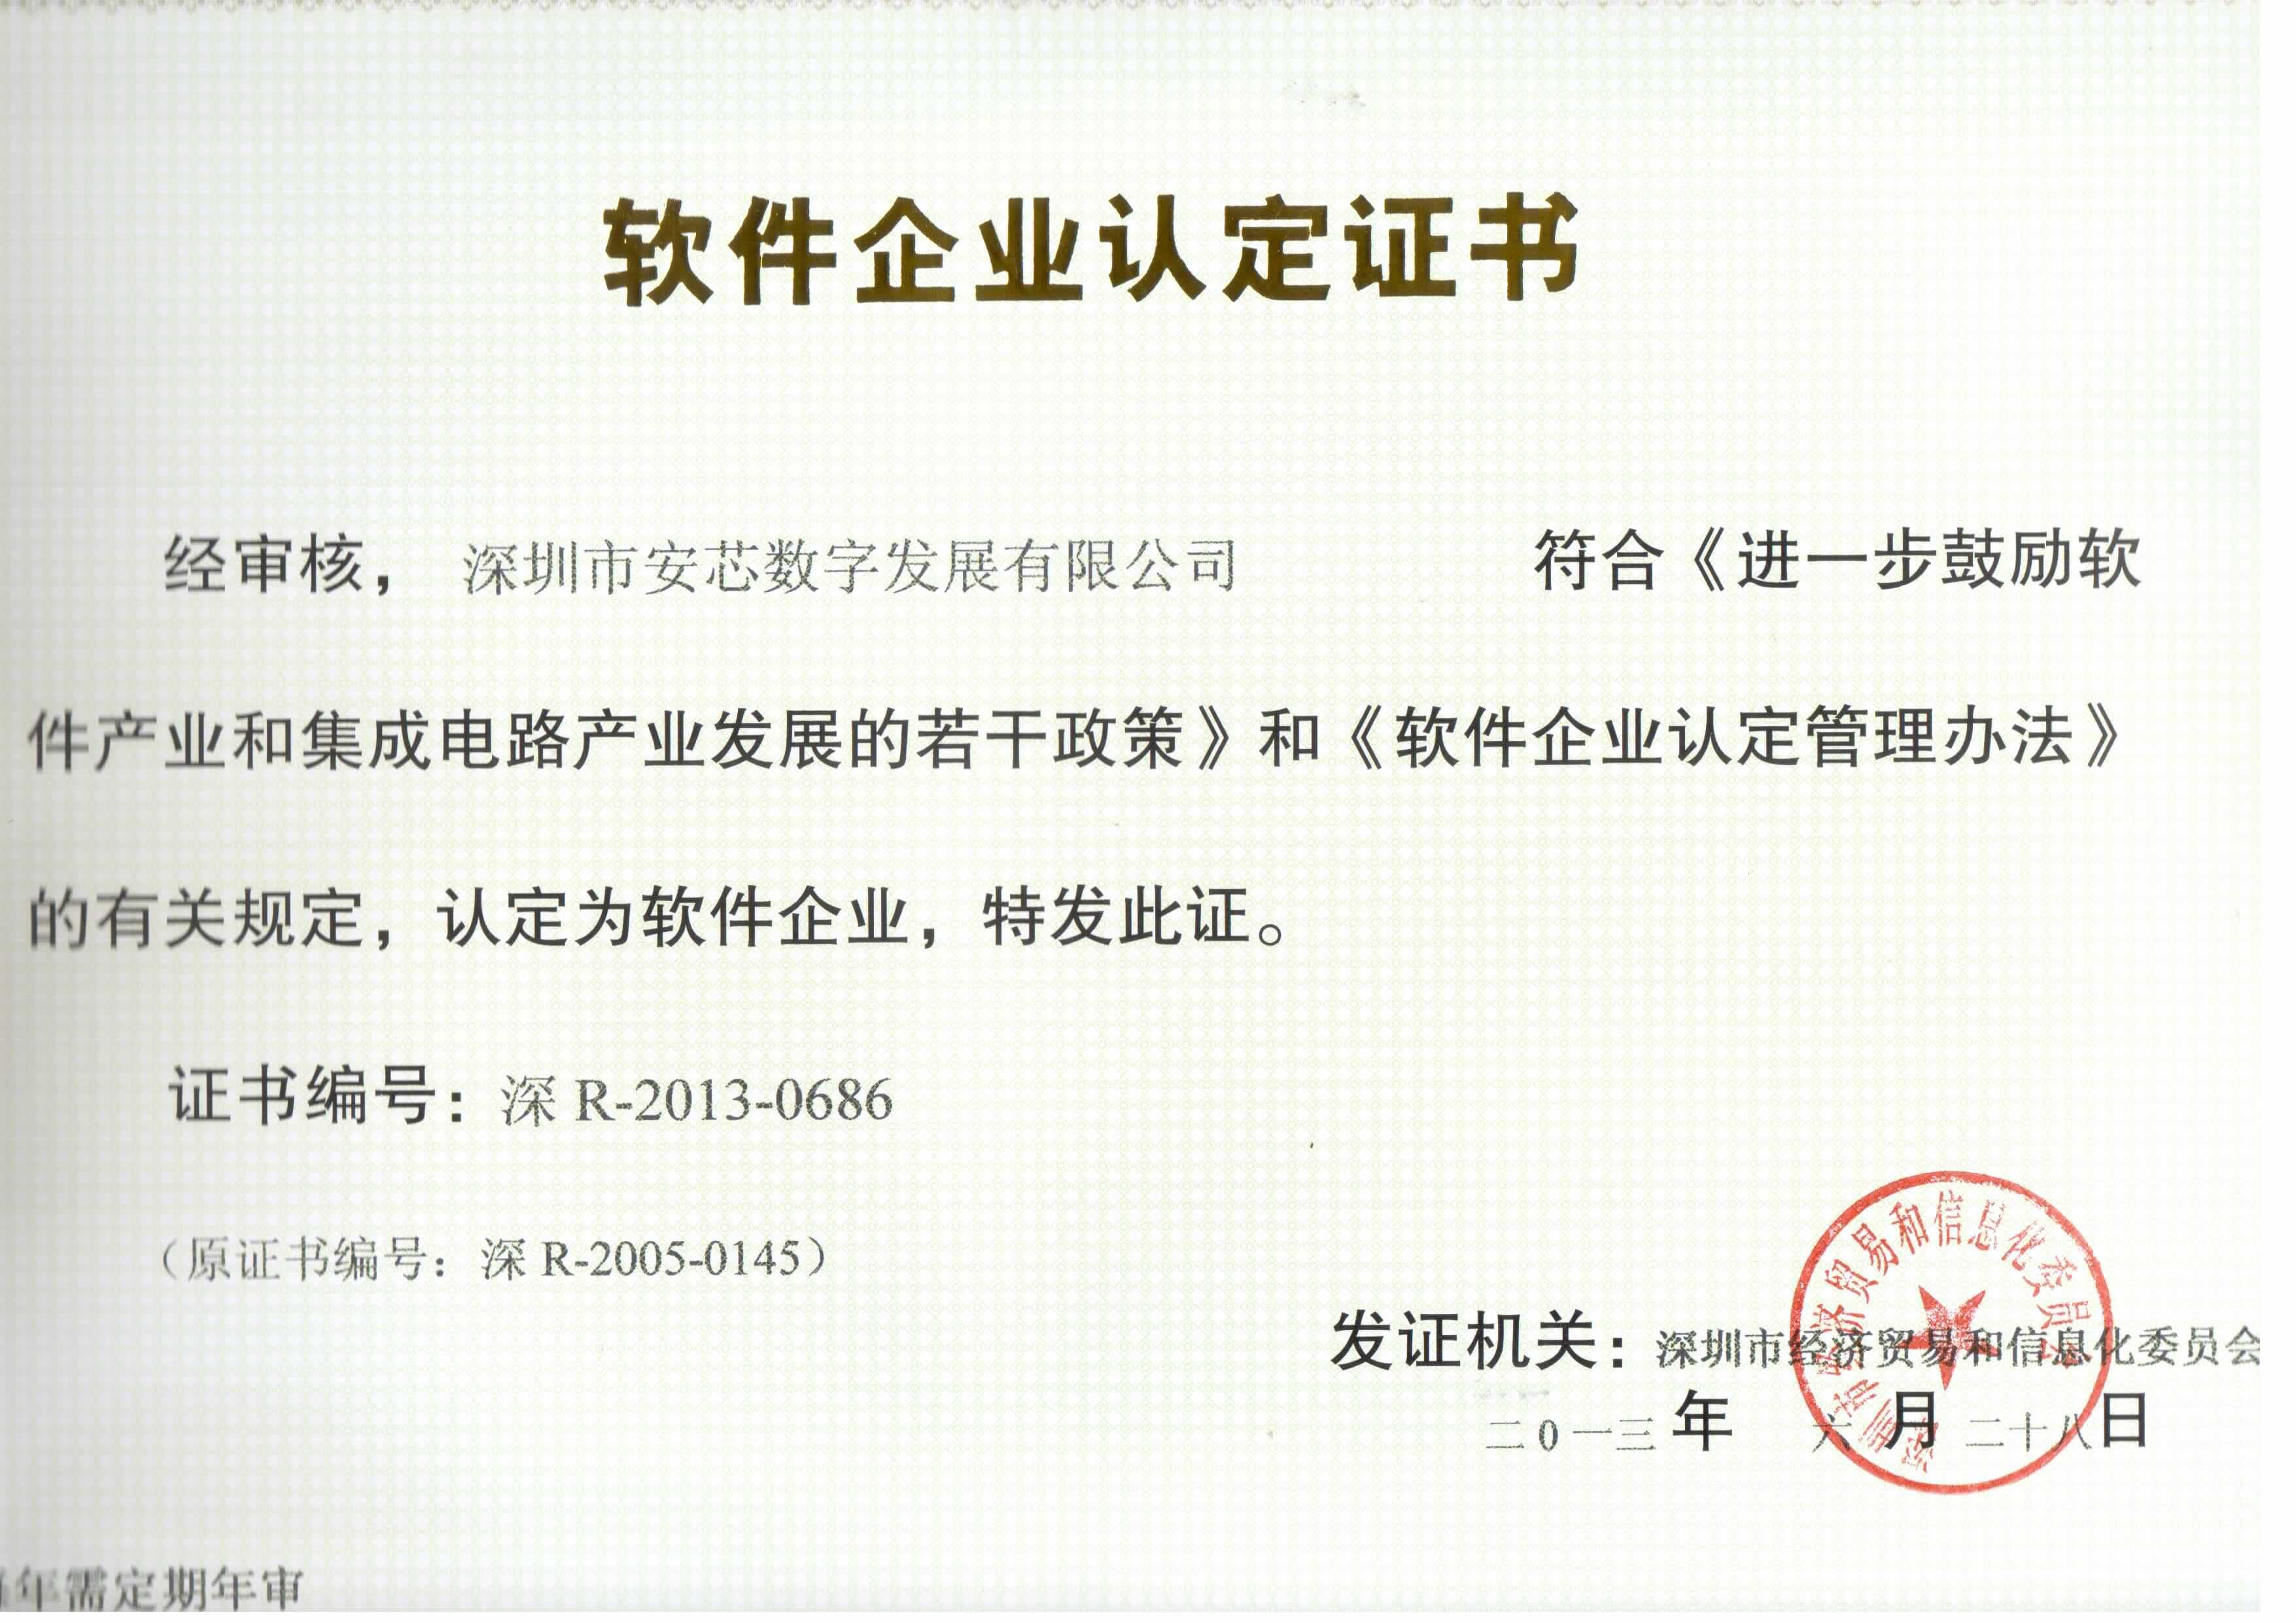 软件企业认定证书
经审核， 深圳市安芯数字发展有限公司 符合《进一步鼓励软
件产业和集成电路产业发展的若干政策》和《软件企业认定管理办法》
的有关规定，认定为软件企业，特发此证。
证书编号：深 R-2013-0686
（原证书编号：深 R-2005-0145）
深圳市经济贸易和信息化委员会
发证机关：深圳市经济贸易和信息化委员会
二0一三年 六月 二十八日
年需定期年审